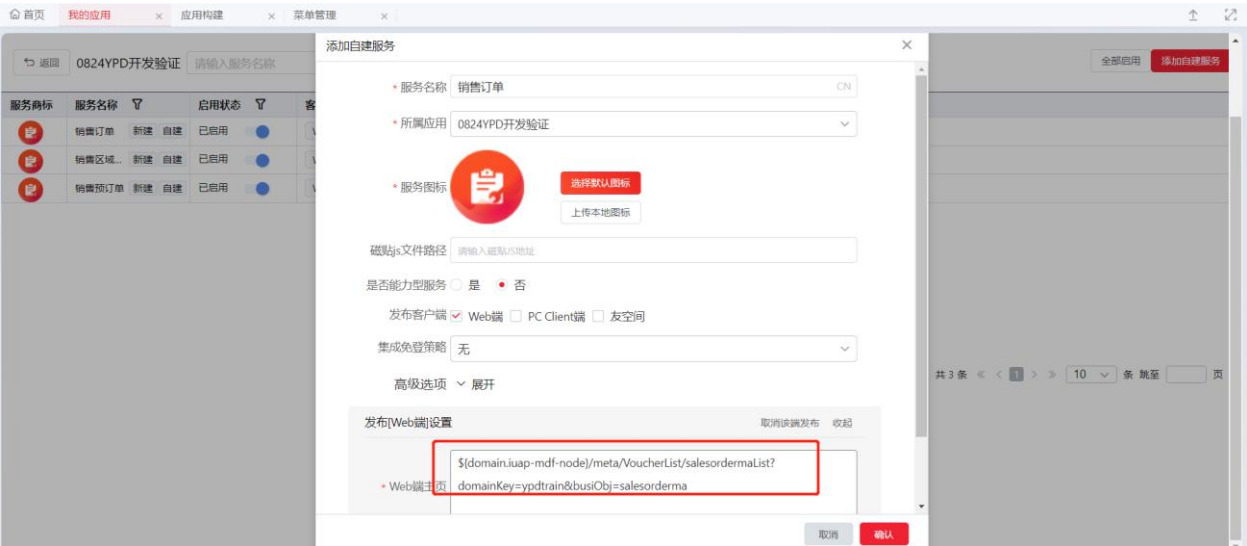 首页 我的应用 × 应用构建 × 菜单管理 ×
返回 0824YPD开发验证 请输入服务名称 全部启用 添加自建服务
服务商标 服务名称 启用状态 客
销售订单 新建 自建 已启用
销售区域... 新建 自建 已启用
销售预订单 新建 自建 已启用
共 3 条 1 10 条 跳至 页
添加自建服务
* 服务名称 销售订单 CN
* 所属应用 0824YPD开发验证
* 服务图标 选择默认图标
上传本地图标
磁贴js文件路径 请输入磁贴JS地址
是否能力型服务 是 否
发布客户端 Web端 PC Client端 友空间
集成免登策略 无
高级选项 展开
发布[Web端]设置 取消该端发布 收起
* Web端主页 ${domain.iuap-mdf-node}/meta/VoucherList/salesordermaList?
domainKey=ypdtrain&busiObj=salesorderma
取消 确认